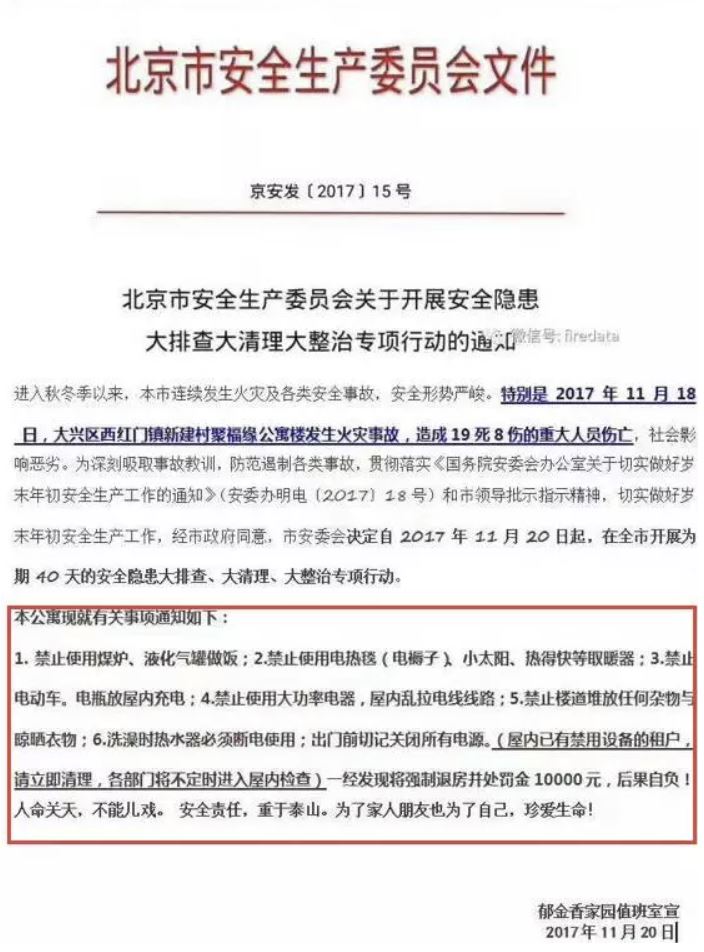 北京市安全生产委员会文件
京安发〔2017〕15号
北京市安全生产委员会关于开展安全隐患
大排查大清理大整治专项行动的通知
微信号: firedata
进入秋冬季以来，本市连续发生火灾及各类安全事故，安全形势严峻。特别是 2017 年 11 月 18
日，大兴区西红门镇新建村聚福缘公寓楼发生火灾事故，造成 19 死 8 伤的重大人员伤亡，社会影
响恶劣。为深刻吸取事故教训，防范遏制各类事故，贯彻落实《国务院安委会办公室关于切实做好岁
末年初安全生产工作的通知》（安委办明电〔2017〕18 号）和市领导批示指示精神，切实做好岁
末年初安全生产工作，经市政府同意，市安委会决定自 2017 年 11 月 20 日起，在全市开展为
期 40 天的安全隐患大排查、大清理、大整治专项行动。
本公寓现就有关事项通知如下：
1. 禁止使用煤炉、液化气罐做饭；2.禁止使用电热毯（电褥子）、小太阳、热得快等取暖器；3.禁止
电动车。电瓶放屋内充电；4.禁止使用大功率电器，屋内乱拉电线线路；5.禁止楼道堆放任何杂物与
晾晒衣物；6.洗澡时热水器必须断电使用；出门前切记关闭所有电源。（屋内已有禁用设备的租户，
请立即清理，各部门将不定时进入屋内检查）一经发现将强制退房并处罚金 10000 元，后果自负！
人命关天，不能儿戏。 安全责任，重于泰山。为了家人朋友也为了自己，珍爱生命！
郁金香家园值班室宣
2017 年 11 月 20 日